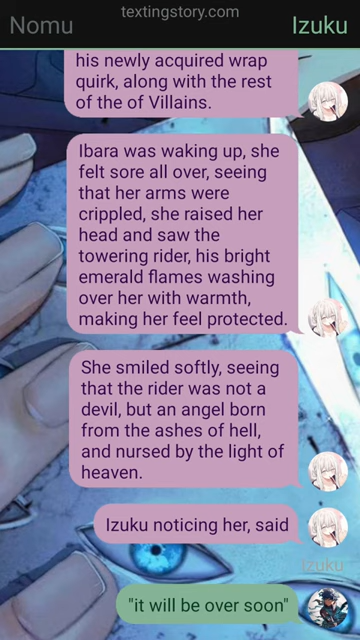 textingstory.com
Nomu
Izuku
his newly acquired wrap
quirk, along with the rest
of the of Villains.
Ibara was waking up, she
felt sore all over, seeing
that her arms were
crippled, she raised her
head and saw the
towering rider, his bright
emerald flames washing
over her with warmth,
making her feel protected.
She smiled softly, seeing
that the rider was not a
devil, but an angel born
from the ashes of hell,
and nursed by the light of
heaven.
Izuku noticing her, said
Izuku
"it will be over soon"